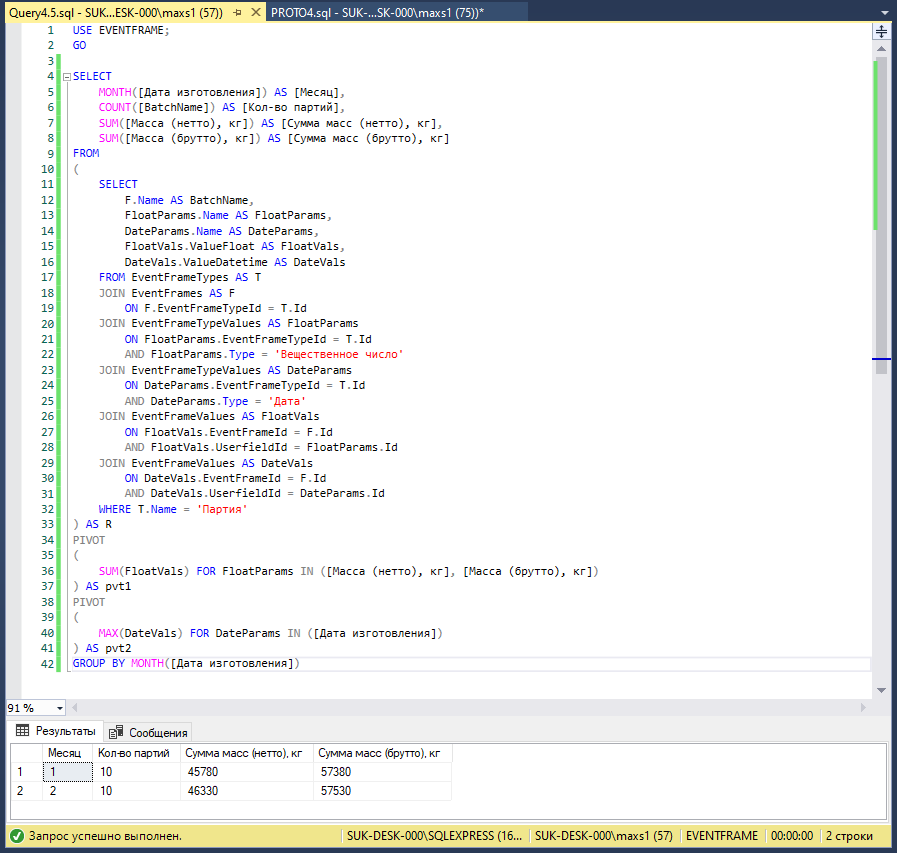 Query4.5.sql - SUK...ESK-000\maxs1 (57)) PROTO4.sql - SUK-...SK-000\maxs1 (75))*
1 USE EVENTFRAME;
2 GO
3
4 SELECT
5 MONTH([Дата изготовления]) AS [Месяц],
6 COUNT([BatchName]) AS [Кол-во партий],
7 SUM([Масса (нетто), кг]) AS [Сумма масс (нетто), кг],
8 SUM([Масса (брутто), кг]) AS [Сумма масс (брутто), кг]
9 FROM
10 (
11 SELECT
12 F.Name AS BatchName,
13 FloatParams.Name AS FloatParams,
14 DateParams.Name AS DateParams,
15 FloatVals.ValueFloat AS FloatVals,
16 DateVals.ValueDatetime AS DateVals
17 FROM EventFrameTypes AS T
18 JOIN EventFrames AS F
19 ON F.EventFrameTypeId = T.Id
20 JOIN EventFrameTypeValues AS FloatParams
21 ON FloatParams.EventFrameTypeId = T.Id
22 AND FloatParams.Type = 'Вещественное число'
23 JOIN EventFrameTypeValues AS DateParams
24 ON DateParams.EventFrameTypeId = T.Id
25 AND DateParams.Type = 'Дата'
26 JOIN EventFrameValues AS FloatVals
27 ON FloatVals.EventFrameId = F.Id
28 AND FloatVals.UserfieldId = FloatParams.Id
29 JOIN EventFrameValues AS DateVals
30 ON DateVals.EventFrameId = F.Id
31 AND DateVals.UserfieldId = DateParams.Id
32 WHERE T.Name = 'Партия'
33 ) AS R
34 PIVOT
35 (
36 SUM(FloatVals) FOR FloatParams IN ([Масса (нетто), кг], [Масса (брутто), кг])
37 ) AS pvt1
38 PIVOT
39 (
40 MAX(DateVals) FOR DateParams IN ([Дата изготовления])
41 ) AS pvt2
42 GROUP BY MONTH([Дата изготовления])
91 %
Результаты Сообщения
Месяц Кол-во партий Сумма масс (нетто), кг Сумма масс (брутто), кг
1 1 10 45780 57380
2 2 10 46330 57530
Запрос успешно выполнен. SUK-DESK-000\SQLEXPRESS (16... SUK-DESK-000\maxs1 (57) EVENTFRAME 00:00:00 2 строки